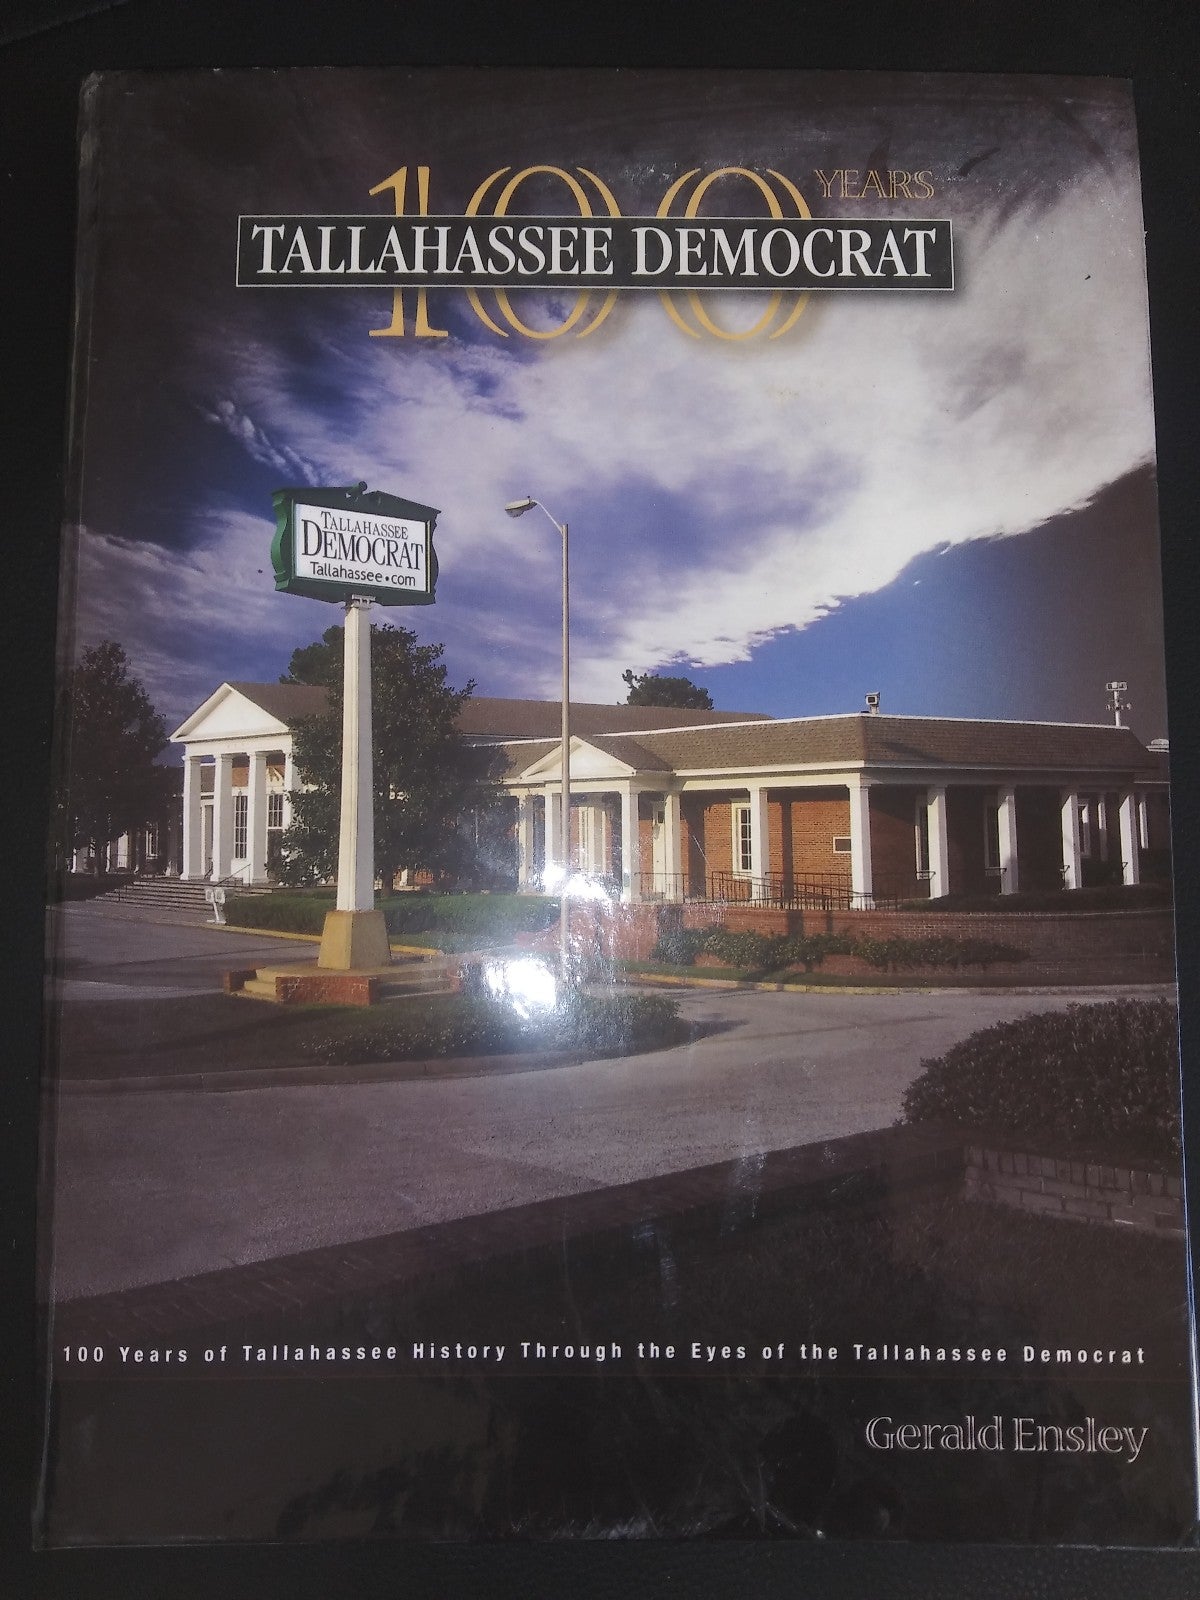 100 YEARS
TALLAHASSEE DEMOCRAT
TALLAHASSEE
DEMOCRAT
Tallahassee•com
100 Years of Tallahassee History Through the Eyes of the Tallahassee Democrat
Gerald Ensley